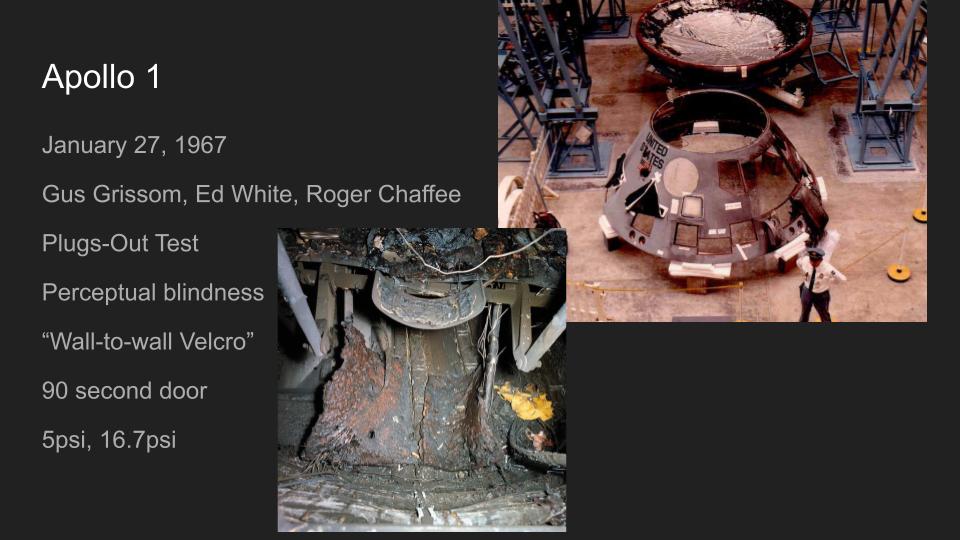 Apollo 1
January 27, 1967
Gus Grissom, Ed White, Roger Chaffee
Plugs-Out Test
Perceptual blindness
“Wall-to-wall Velcro”
90 second door
5psi, 16.7psi
UNITED
STATES